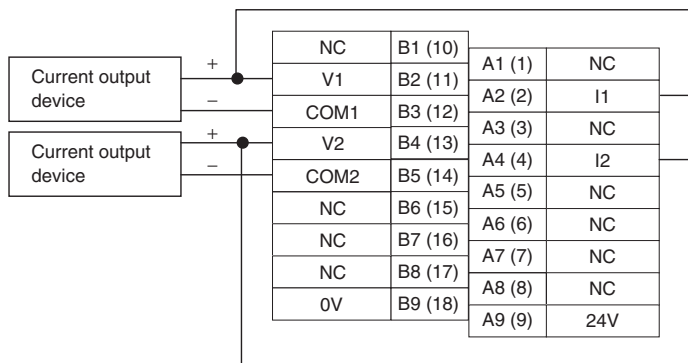 Current output
device
+
−
Current output
device
+
−
NC B1 (10)
V1 B2 (11)
COM1 B3 (12)
V2 B4 (13)
COM2 B5 (14)
NC B6 (15)
NC B7 (16)
NC B8 (17)
0V B9 (18)
A1 (1) NC
A2 (2) I1
A3 (3) NC
A4 (4) I2
A5 (5) NC
A6 (6) NC
A7 (7) NC
A8 (8) NC
A9 (9) 24V